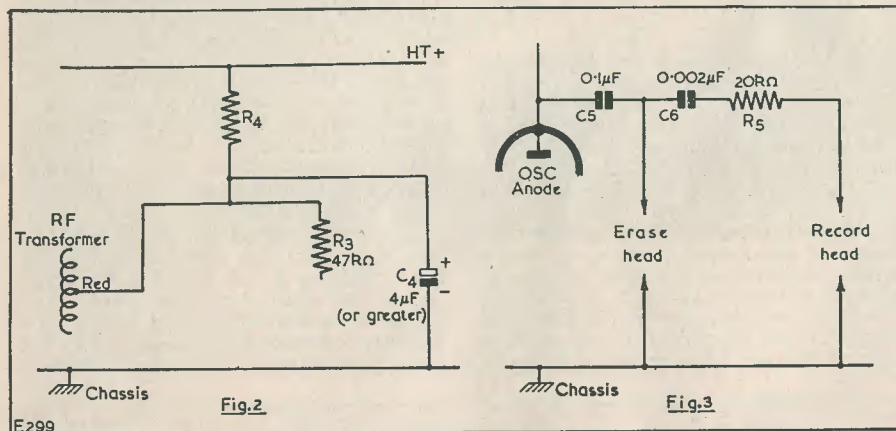 HT+
R4
RF
Transformer
Red
R3
47RΩ
C4
+
−
4μF
(or greater)
Chassis
Fig.2
E299
0·1μF
C5
0·002μF
C6
20RΩ
R5
OSC
Anode
Erase
head
Record
head
Chassis
Fig.3